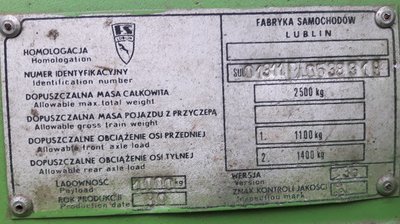 FABRYKA SAMOCHODÓW
LUBLIN
HOMOLOGACJA
Homologation
NUMER IDENTYFIKACYJNY
Identification number
SUL
DOPUSZCZALNA MASA CAŁKOWITA
Allowable max. total weight
2500 kg
DOPUSZCZALNA MASA POJAZDU Z PRZYCZEPĄ
Allowable gross train weight
DOPUSZCZALNE OBCIĄŻENIE OSI PRZEDNIEJ
Allowable front axle load
1. 1100 kg
DOPUSZCZALNE OBCIĄŻENIE OSI TYLNEJ
Allowable rear axle load
2. 1400 kg
ŁADOWNOŚĆ
Payload
kg
WERSJA
Version
ROK PRODUKCJI
Production date
ZNAK KONTROLI JAKOŚCI
Inspection mark